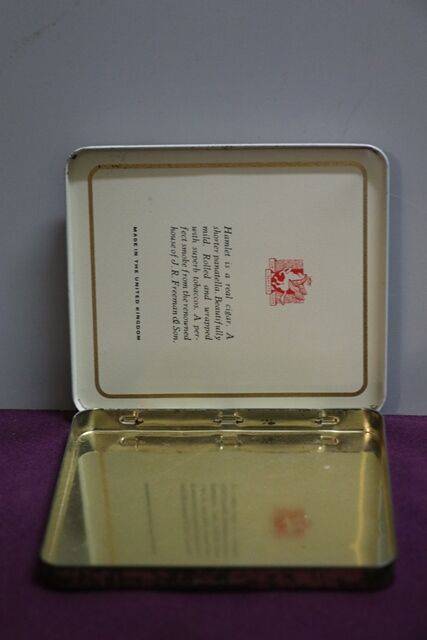 Hamlet is a real cigar. A
shorter panatella. Beautifully
mild. Rolled and wrapped
with superb tobaccos. A per-
fect smoke from the renowned
house of J. R. Freeman & Son.
MADE IN THE UNITED KINGDOM